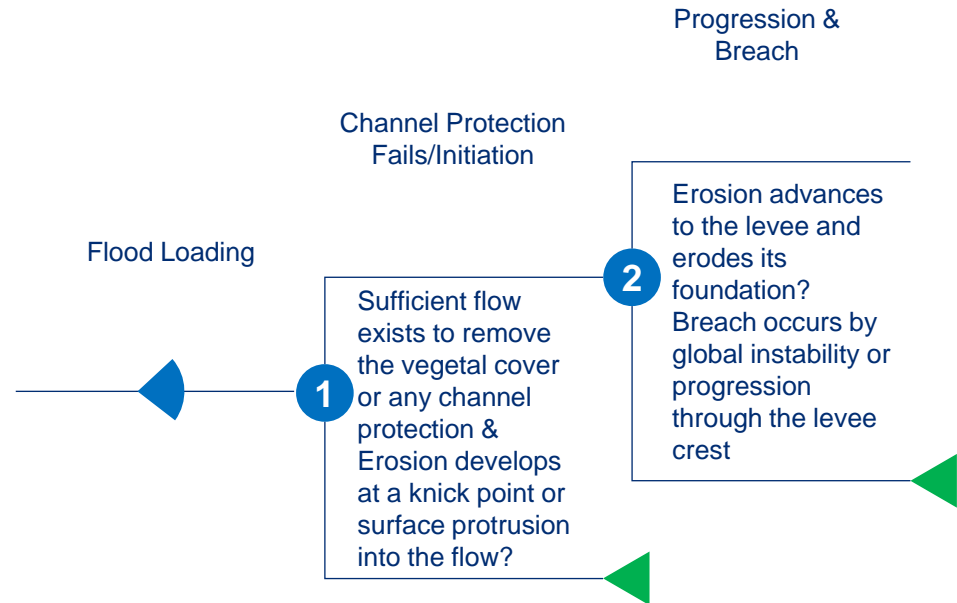 Progression &
Breach
Channel Protection
Fails/Initiation
Flood Loading
1
Sufficient flow
exists to remove
the vegetal cover
or any channel
protection &
Erosion develops
at a knick point or
surface protrusion
into the flow?
2
Erosion advances
to the levee and
erodes its
foundation?
Breach occurs by
global instability or
progression
through the levee
crest